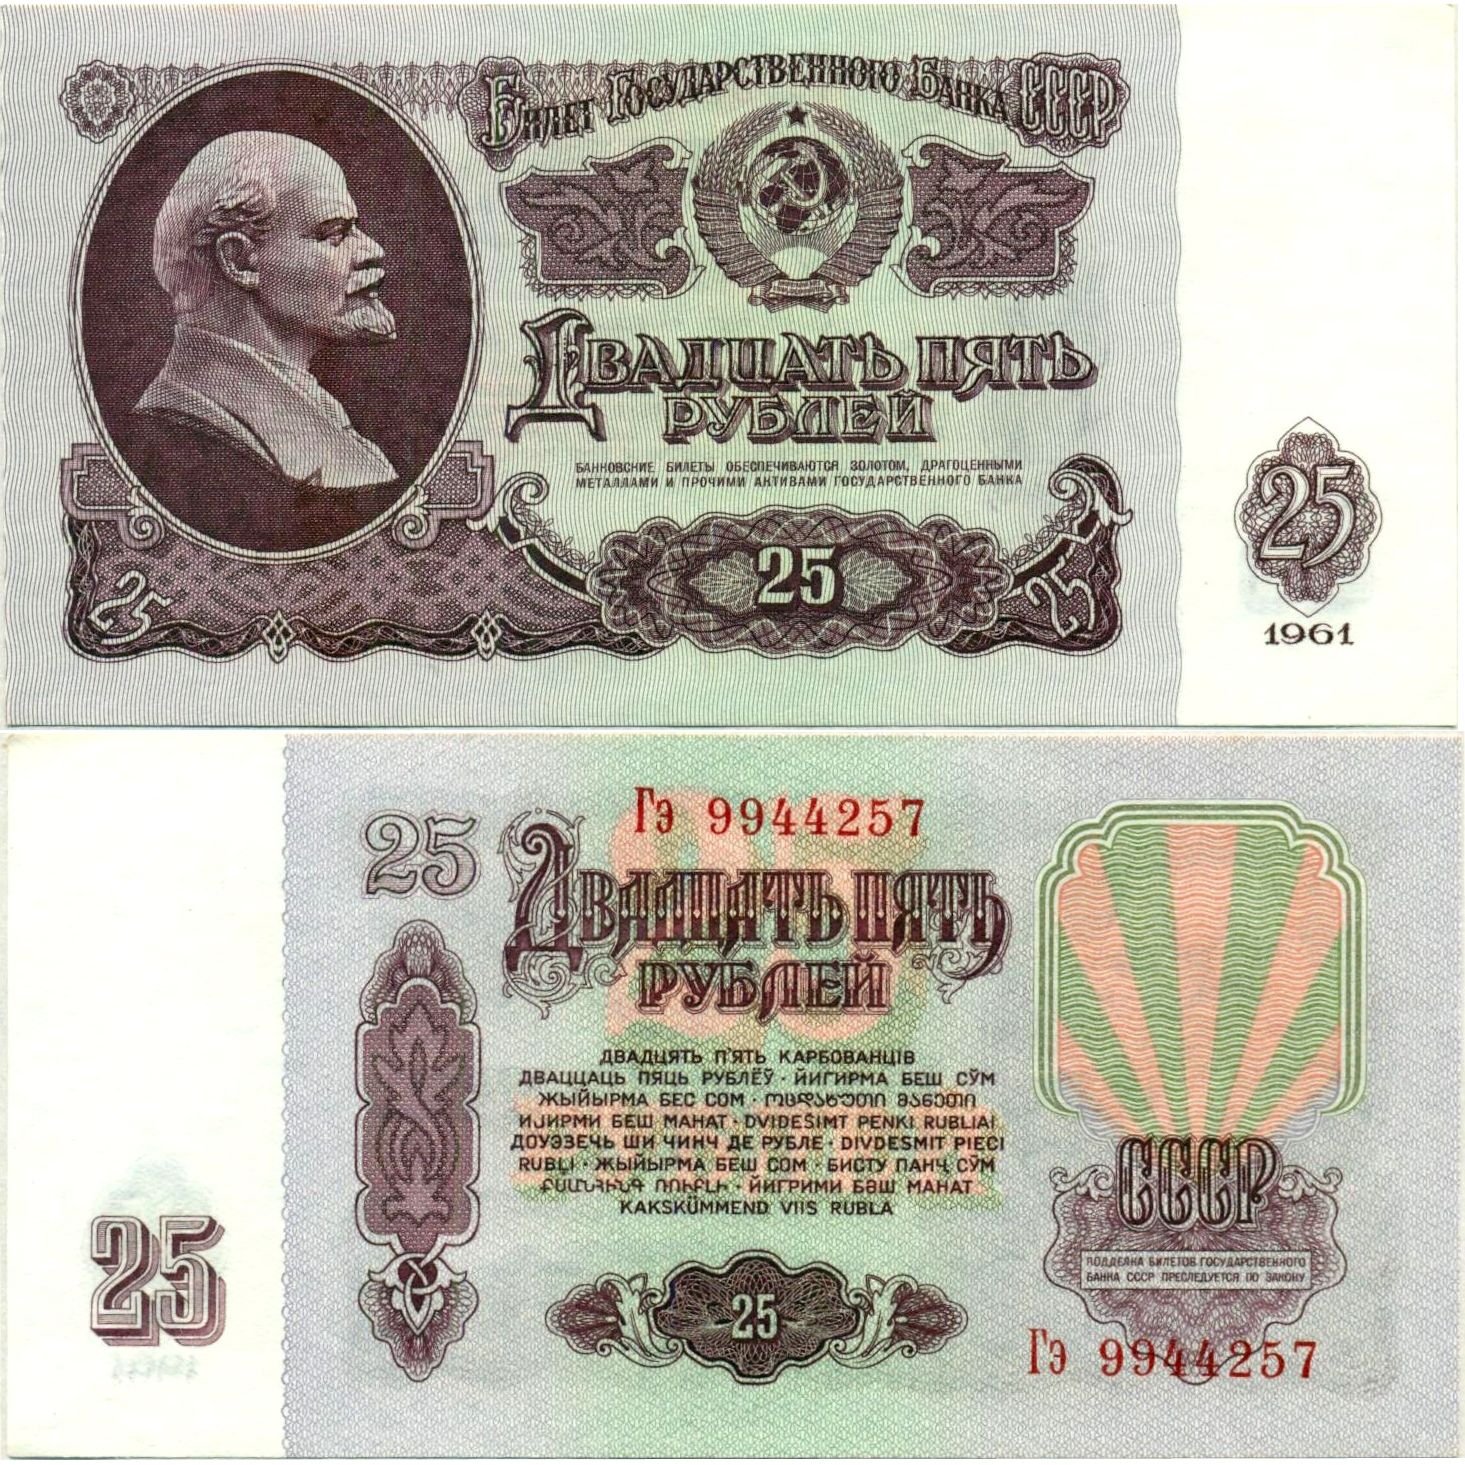 Билет Государственного Банка СССР
Двадцать пять
рублей
БАНКОВСКИЕ БИЛЕТЫ ОБЕСПЕЧИВАЮТСЯ ЗОЛОТОМ, ДРАГОЦЕННЫМИ
МЕТАЛЛАМИ И ПРОЧИМИ АКТИВАМИ ГОСУДАРСТВЕННОГО БАНКА
25
25
25
25
1961
Гэ 9944257
25
Двадцать пять
рублей
ДВАДЦЯТЬ П'ЯТЬ КАРБОВАНЦІВ
ДВАЦЦАЦЬ ПЯЦЬ РУБЛЁЎ · ЙИГИРМА БЕШ СЎМ
ЖЫЙЫРМА БЕС СОМ · ᲝᲪᲓᲐᲮᲣᲗᲘ ᲛᲐᲜᲔᲗᲘ
ИЈИРМИ БЕШ МАНАТ · DVIDEŠIMT PENKI RUBLIAI
ДОУЭЗЕЧЬ ШИ ЧИНЧ ДЕ РУБЛЕ · DIVDESMIT PIECI
RUBĻI · ЖЫЙЫРМА БЕШ СОМ · БИСТУ ПАНҶ СЎМ
ՔՍԱՆՀԻՆԳ ՌՈՒԲԼԻ · ЙИГРИМИ БӘШ МАНАТ
KAKSKÜMMEND VIIS RUBLA
25
25
СССР
ПОДДЕЛКА БИЛЕТОВ ГОСУДАРСТВЕННОГО
БАНКА СССР ПРЕСЛЕДУЕТСЯ ПО ЗАКОНУ
Гэ 9944257